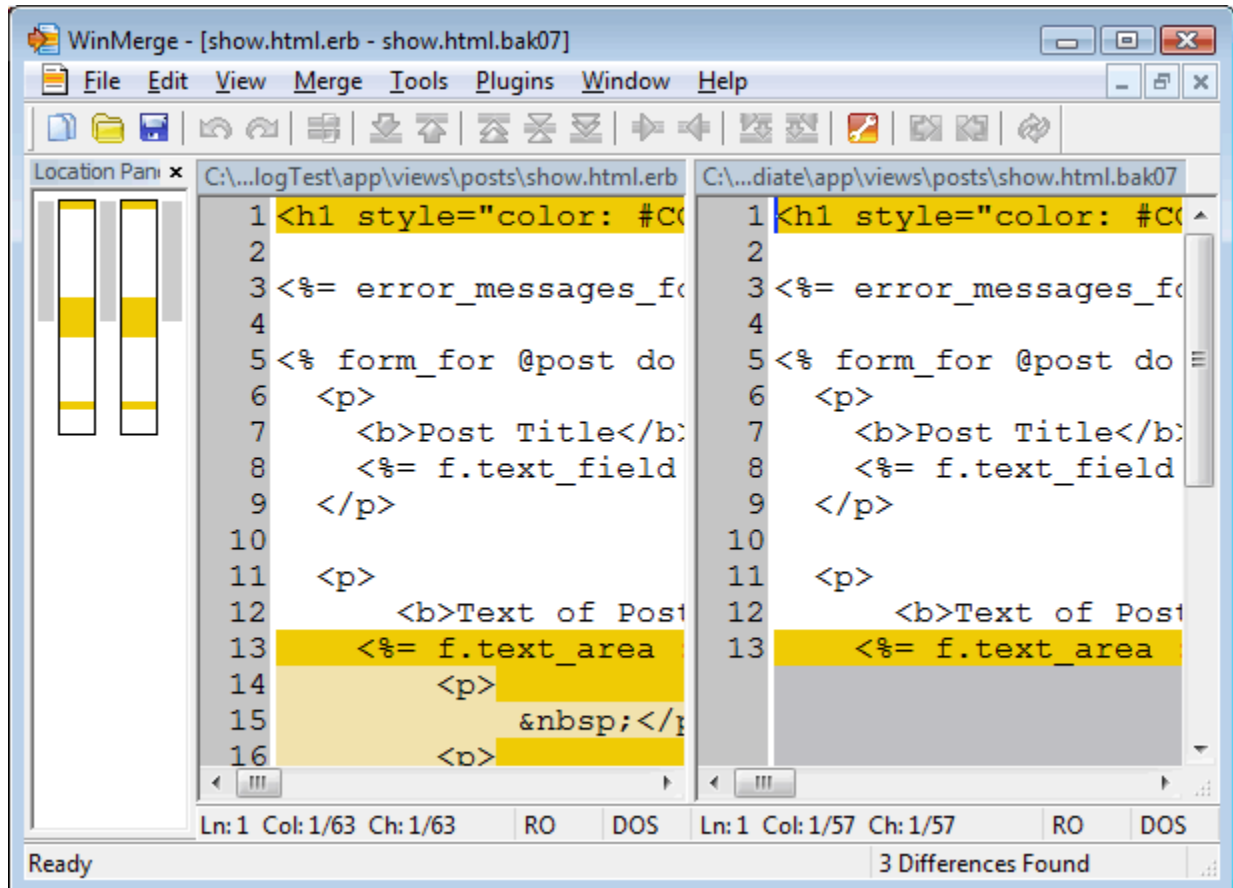 WinMerge - [show.html.erb - show.html.bak07]
File Edit View Merge Tools Plugins Window Help
Location Pan
C:\...logTest\app\views\posts\show.html.erb
1 <h1 style="color: #C
2
3 <%= error_messages_f
4
5 <% form_for @post do
6 <p>
7 <b>Post Title</b>
8 <%= f.text_field
9 </p>
10
11 <p>
12 <b>Text of Post
13 <%= f.text_area :
14 <p>
15 &nbsp;</p
16 <p>
Ln: 1 Col: 1/63 Ch: 1/63 RO DOS
C:\...diate\app\views\posts\show.html.bak07
1 <h1 style="color: #C
2
3 <%= error_messages_f
4
5 <% form_for @post do
6 <p>
7 <b>Post Title</b>
8 <%= f.text_field
9 </p>
10
11 <p>
12 <b>Text of Post
13 <%= f.text_area :
Ln: 1 Col: 1/57 Ch: 1/57 RO DOS
Ready
3 Differences Found